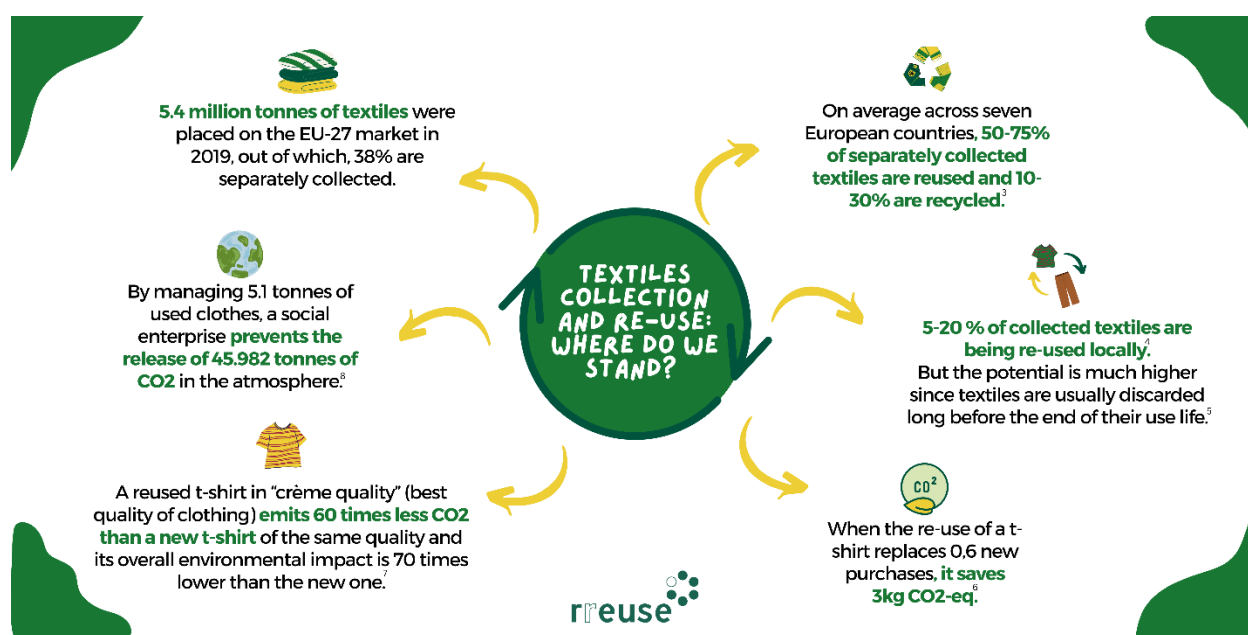 5.4 million tonnes of textiles were
placed on the EU-27 market in
2019, out of which, 38% are
separately collected.
On average across seven
European countries, 50-75%
of separately collected
textiles are reused and 10-
30% are recycled.3
TEXTILES
COLLECTION
AND RE-USE:
WHERE DO WE
STAND?
By managing 5.1 tonnes of
used clothes, a social
enterprise prevents the
release of 45.982 tonnes of
CO2 in the atmosphere.8
5-20 % of collected textiles are
being re-used locally.4
But the potential is much higher
since textiles are usually discarded
long before the end of their use life.5
A reused t-shirt in “crème quality” (best
quality of clothing) emits 60 times less CO2
than a new t-shirt of the same quality and
its overall environmental impact is 70 times
lower than the new one.7
CO2
When the re-use of a t-
shirt replaces 0,6 new
purchases, it saves
3kg CO2-eq.6
rreuse